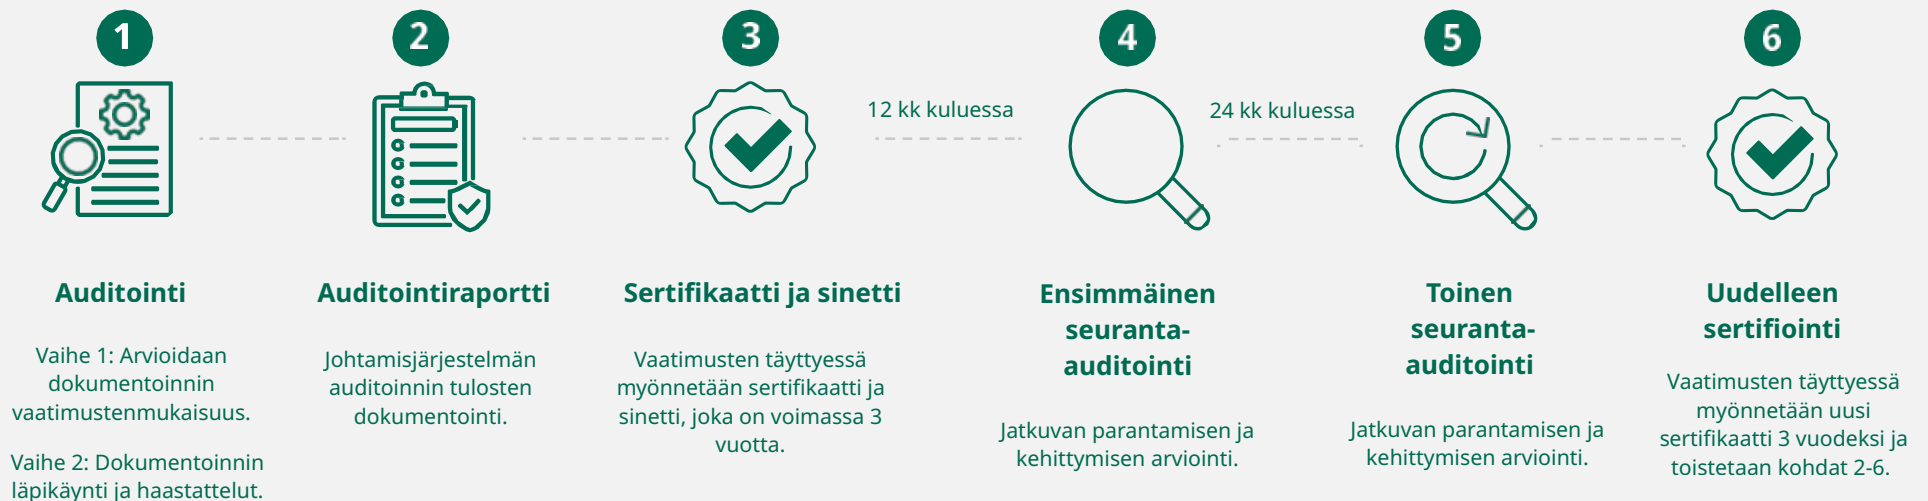 1
2
3
4
5
6
12 kk kuluessa
24 kk kuluessa
Auditointi
Vaihe 1: Arvioidaan
dokumentoinnin
vaatimustenmukaisuus.
Vaihe 2: Dokumentoinnin
läpikäynti ja haastattelut.
Auditointiraportti
Johtamisjärjestelmän
auditoinnin tulosten
dokumentointi.
Sertifikaatti ja sinetti
Vaatimusten täyttyessä
myönnetään sertifikaatti ja
sinetti, joka on voimassa 3
vuotta.
Ensimmäinen
seuranta-
auditointi
Jatkuvan parantamisen ja
kehittymisen arviointi.
Toinen
seuranta-
auditointi
Jatkuvan parantamisen ja
kehittymisen arviointi.
Uudelleen
sertifiointi
Vaatimusten täyttyessä
myönnetään uusi
sertifikaatti 3 vuodeksi ja
toistetaan kohdat 2-6.